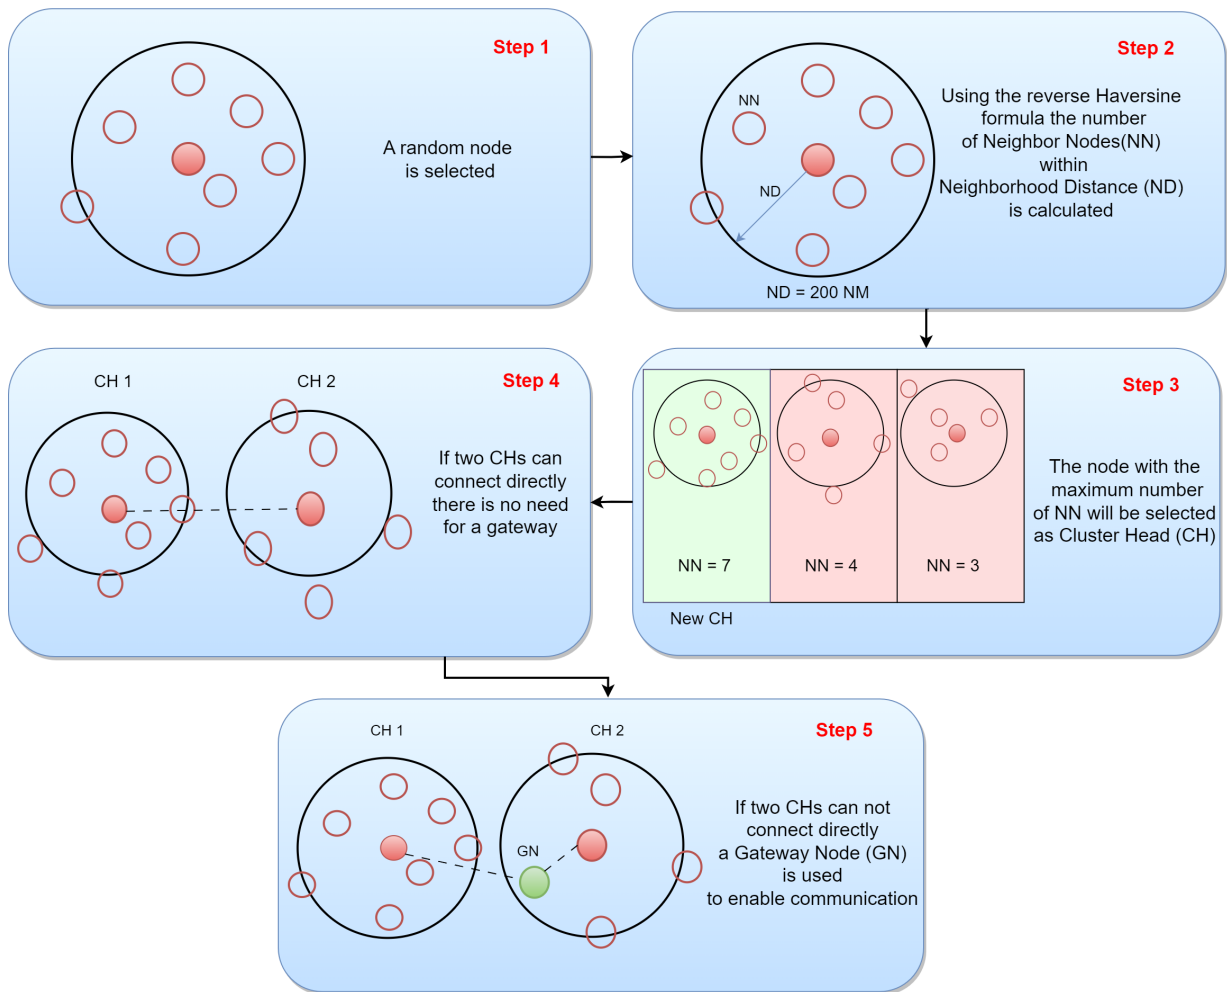 Step 1
A random node
is selected
Step 2
NN
ND
ND = 200 NM
Using the reverse Haversine
formula the number
of Neighbor Nodes(NN)
within
Neighborhood Distance (ND)
is calculated
Step 3
NN = 7
NN = 4
NN = 3
New CH
The node with the
maximum number
of NN will be selected
as Cluster Head (CH)
Step 4
CH 1
CH 2
If two CHs can
connect directly
there is no need
for a gateway
Step 5
CH 1
CH 2
GN
If two CHs can not
connect directly
a Gateway Node (GN)
is used
to enable communication